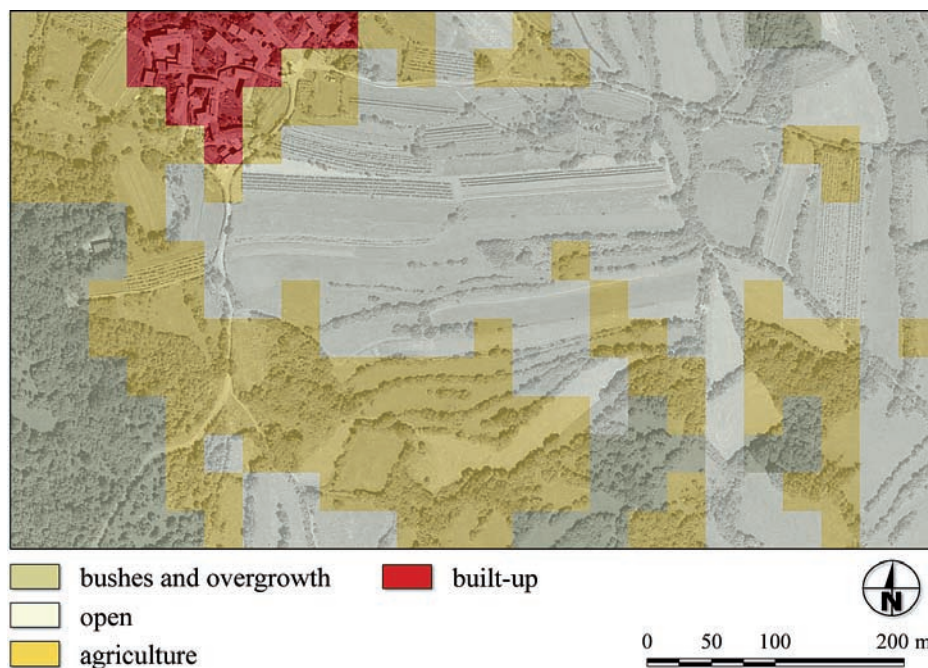 bushes and overgrowth
built-up
open
agriculture
N
0 50 100 200 m